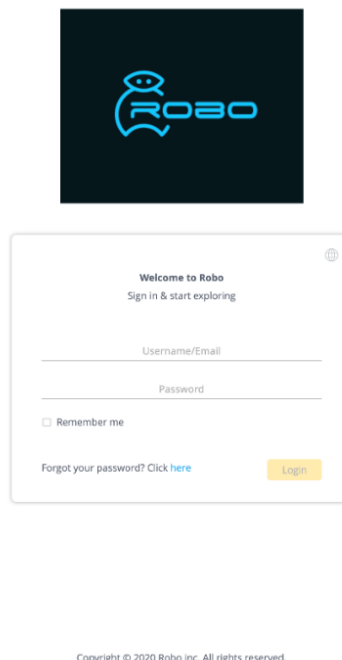 ROBO
Welcome to Robo
Sign in & start exploring
Username/Email
Password
Remember me
Forgot your password? Click here
Login
Copyright © 2020 Robo inc. All rights reserved.